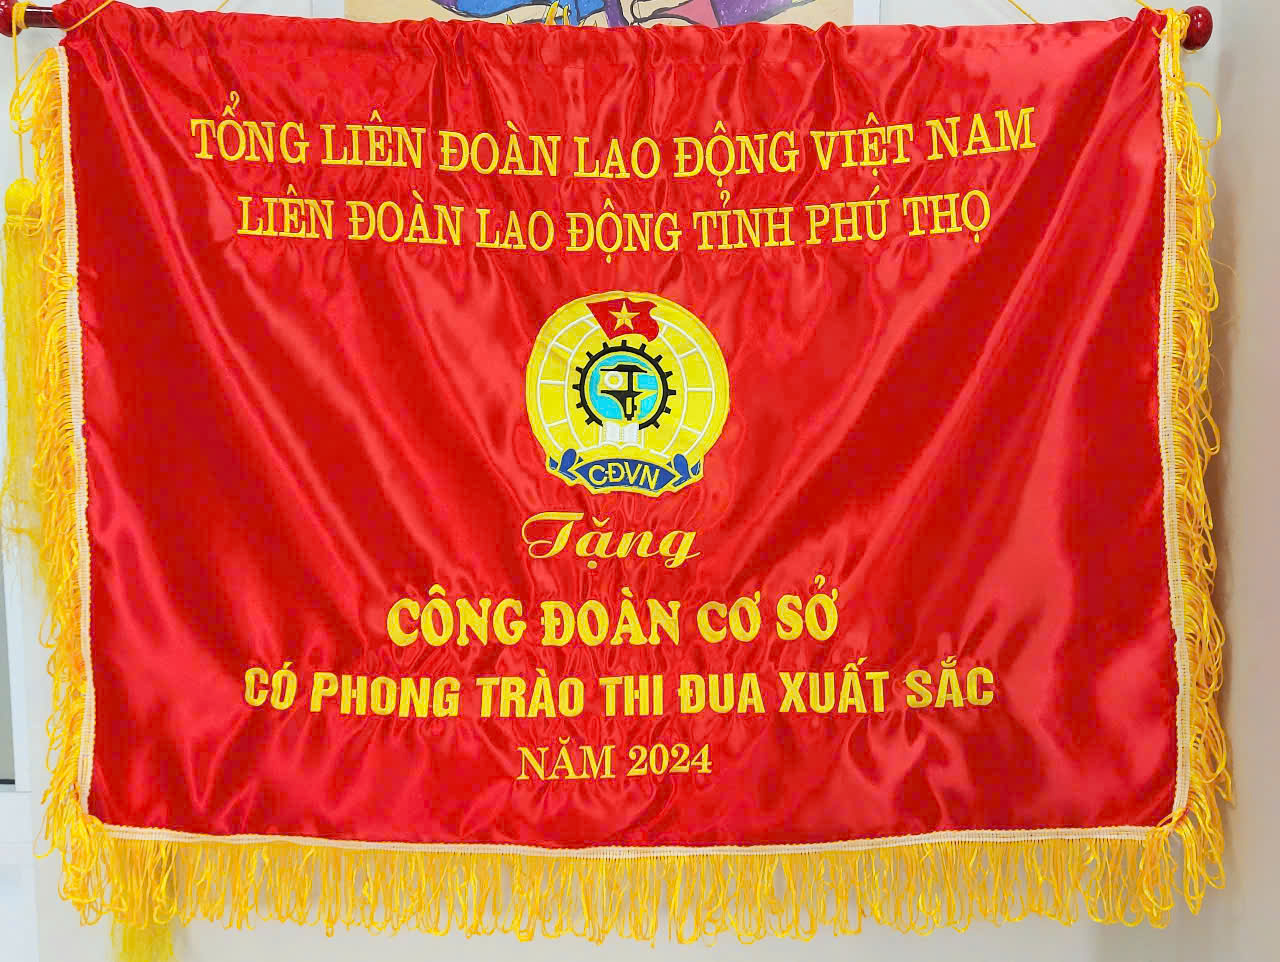 TỔNG LIÊN ĐOÀN LAO ĐỘNG VIỆT NAM
LIÊN ĐOÀN LAO ĐỘNG TỈNH PHÚ THỌ
CĐVN
Tặng
CÔNG ĐOÀN CƠ SỞ
CÓ PHONG TRÀO THI ĐUA XUẤT SẮC
NĂM 2024